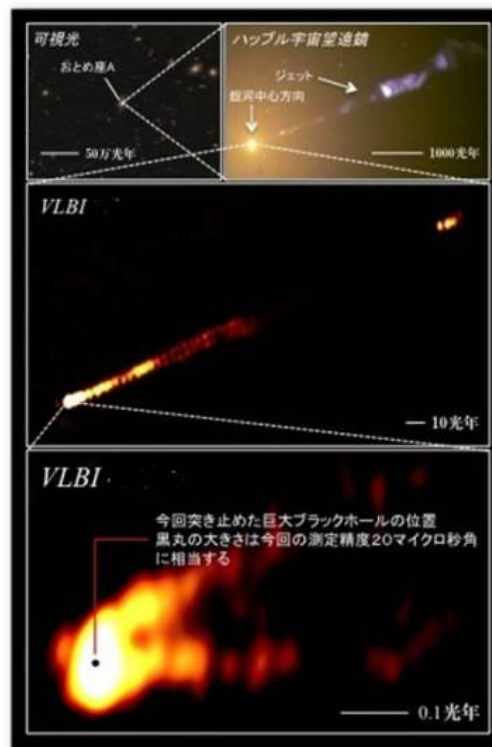 可視光
おとめ座A
50万光年
ハッブル宇宙望遠鏡
ジェット
銀河中心方向
1000光年
VLBI
10光年
VLBI
今回突き止めた巨大ブラックホールの位置
黒丸の大きさは今回の測定精度20マイクロ秒角
に相当する
0.1光年